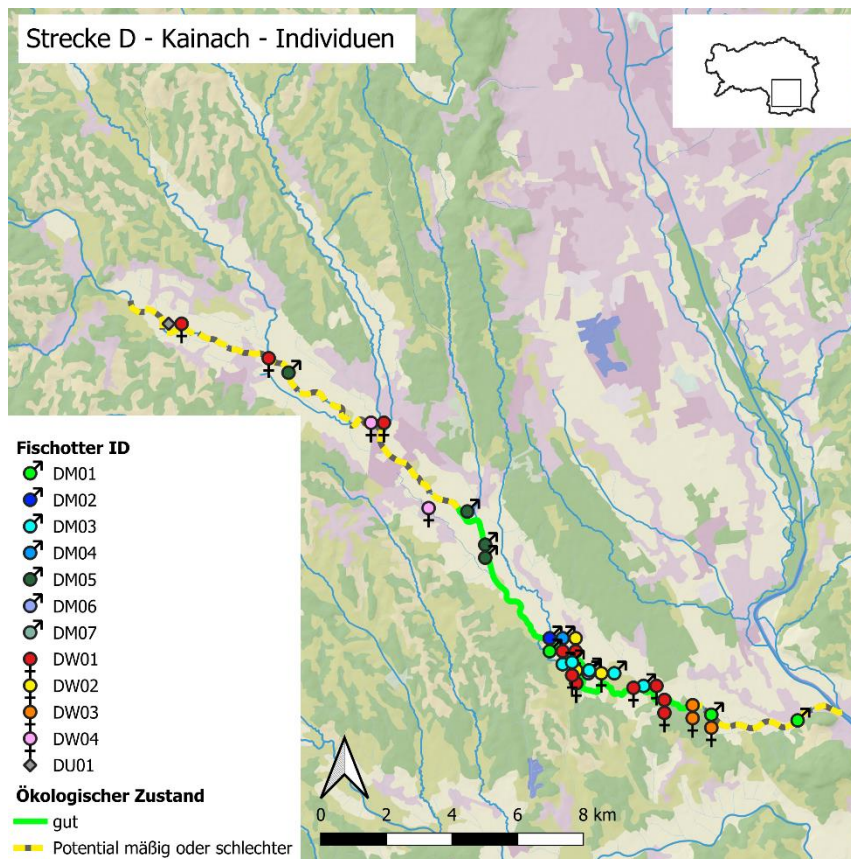 Strecke D - Kainach - Individuen
Fischotter ID
DM01
DM02
DM03
DM04
DM05
DM06
DM07
DW01
DW02
DW03
DW04
DU01
Ökologischer Zustand
gut
Potential mäßig oder schlechter
0 2 4 6 8 km